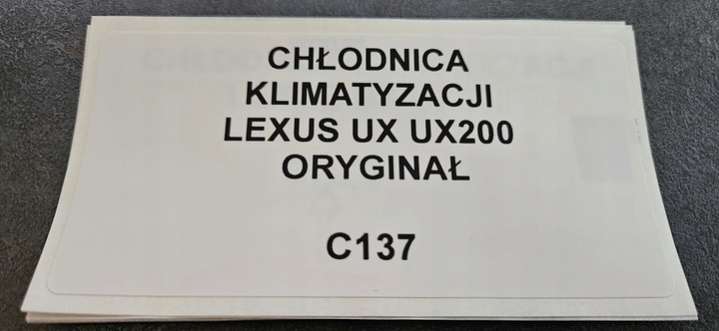 CHŁODNICA
KLIMATYZACJI
LEXUS UX UX200
ORYGINAŁ
C137